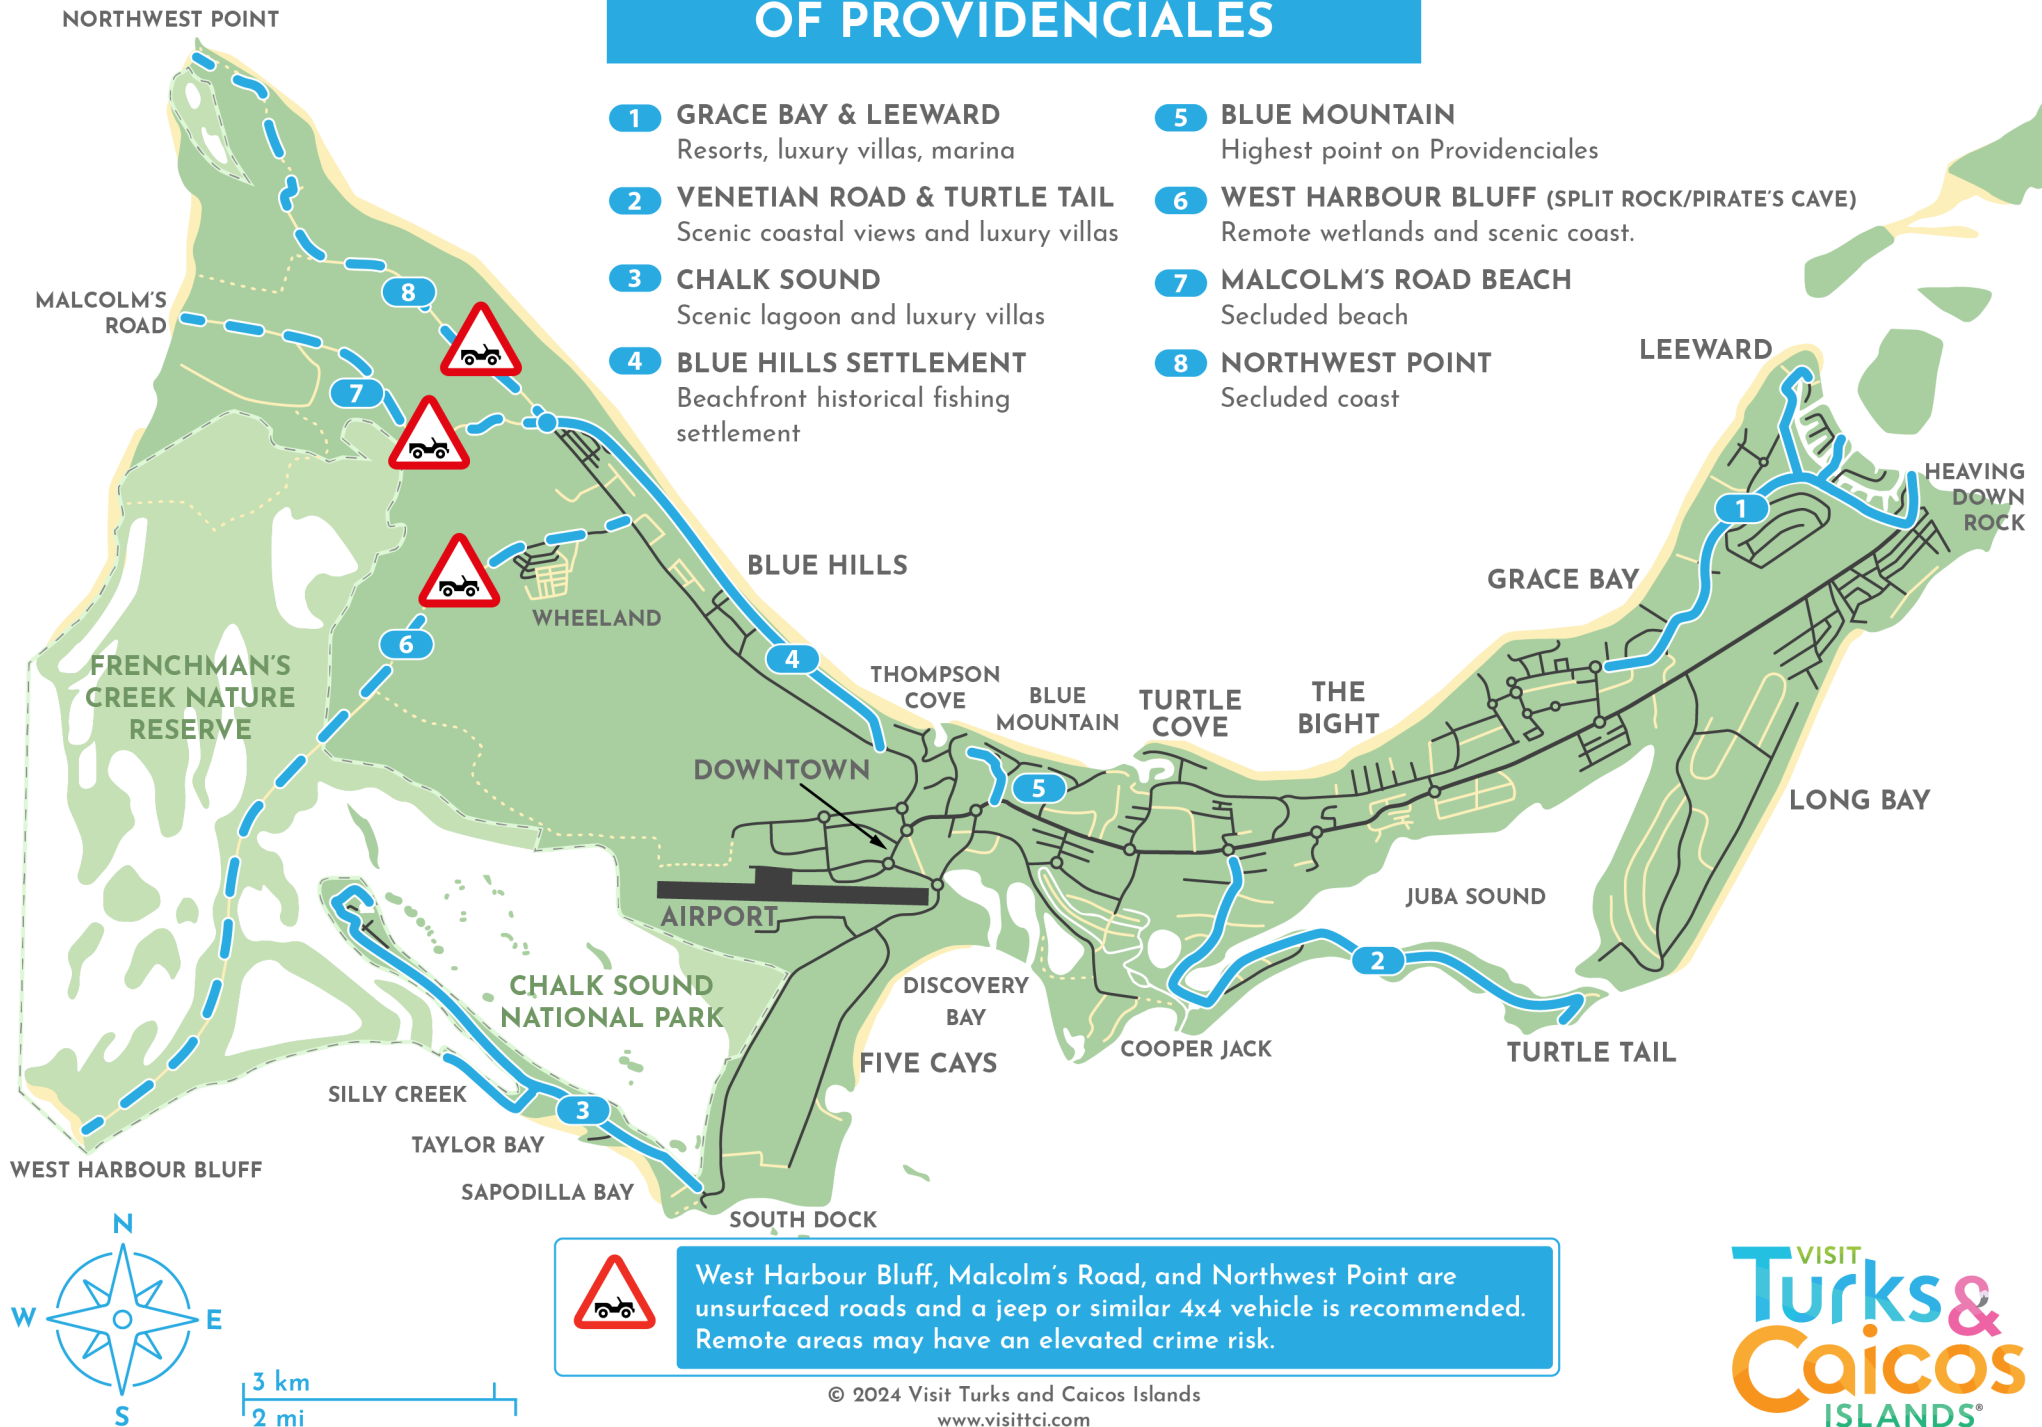 OF PROVIDENCIALES
1 GRACE BAY & LEEWARD
Resorts, luxury villas, marina
2 VENETIAN ROAD & TURTLE TAIL
Scenic coastal views and luxury villas
3 CHALK SOUND
Scenic lagoon and luxury villas
4 BLUE HILLS SETTLEMENT
Beachfront historical fishing
settlement
5 BLUE MOUNTAIN
Highest point on Providenciales
6 WEST HARBOUR BLUFF (SPLIT ROCK/PIRATE'S CAVE)
Remote wetlands and scenic coast.
7 MALCOLM'S ROAD BEACH
Secluded beach
8 NORTHWEST POINT
Secluded coast
NORTHWEST POINT
MALCOLM'S
ROAD
8
7
LEEWARD
HEAVING
DOWN
ROCK
1
GRACE BAY
BLUE HILLS
WHEELAND
6
4
FRENCHMAN'S
CREEK NATURE
RESERVE
THOMPSON
COVE
BLUE
MOUNTAIN
TURTLE
COVE
THE
BIGHT
DOWNTOWN
5
LONG BAY
AIRPORT
JUBA SOUND
2
CHALK SOUND
NATIONAL PARK
DISCOVERY
BAY
FIVE CAYS
COOPER JACK
TURTLE TAIL
SILLY CREEK
3
TAYLOR BAY
WEST HARBOUR BLUFF
SAPODILLA BAY
SOUTH DOCK
N
W
E
S
3 km
2 mi
West Harbour Bluff, Malcolm's Road, and Northwest Point are
unsurfaced roads and a jeep or similar 4x4 vehicle is recommended.
Remote areas may have an elevated crime risk.
© 2024 Visit Turks and Caicos Islands
www.visittci.com
VISIT
Turks &
Caicos
ISLANDS®